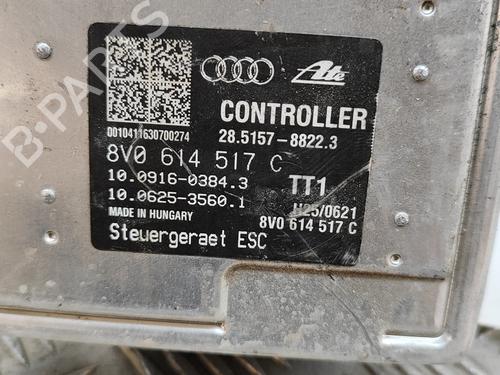 Ate
CONTROLLER
0010411630700274
28.5157-8822.3
8V0 614 517 C
10.0916-0384.3
TT1
10.0625-3560.1
H25/0621
MADE IN HUNGARY
8V0 614 517 C
Steuergeraet ESC
B-PARTS